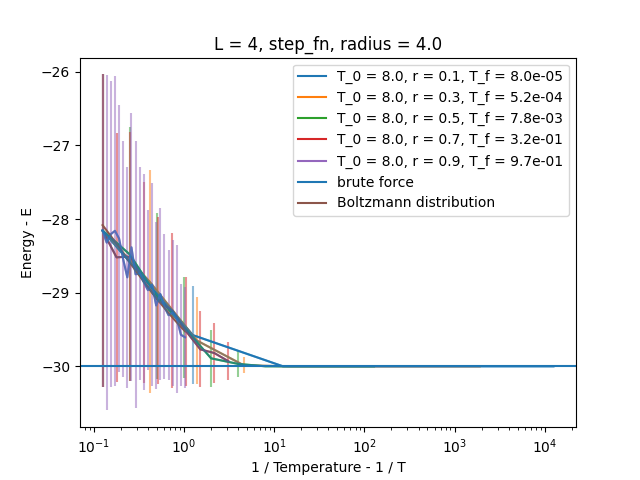 L = 4, step_fn, radius = 4.0
T_0 = 8.0, r = 0.1, T_f = 8.0e-05
T_0 = 8.0, r = 0.3, T_f = 5.2e-04
T_0 = 8.0, r = 0.5, T_f = 7.8e-03
T_0 = 8.0, r = 0.7, T_f = 3.2e-01
T_0 = 8.0, r = 0.9, T_f = 9.7e-01
brute force
Boltzmann distribution
Energy - E
−26
−27
−28
−29
−30
10⁻¹ 10⁰ 10¹ 10² 10³ 10⁴
1 / Temperature - 1 / T